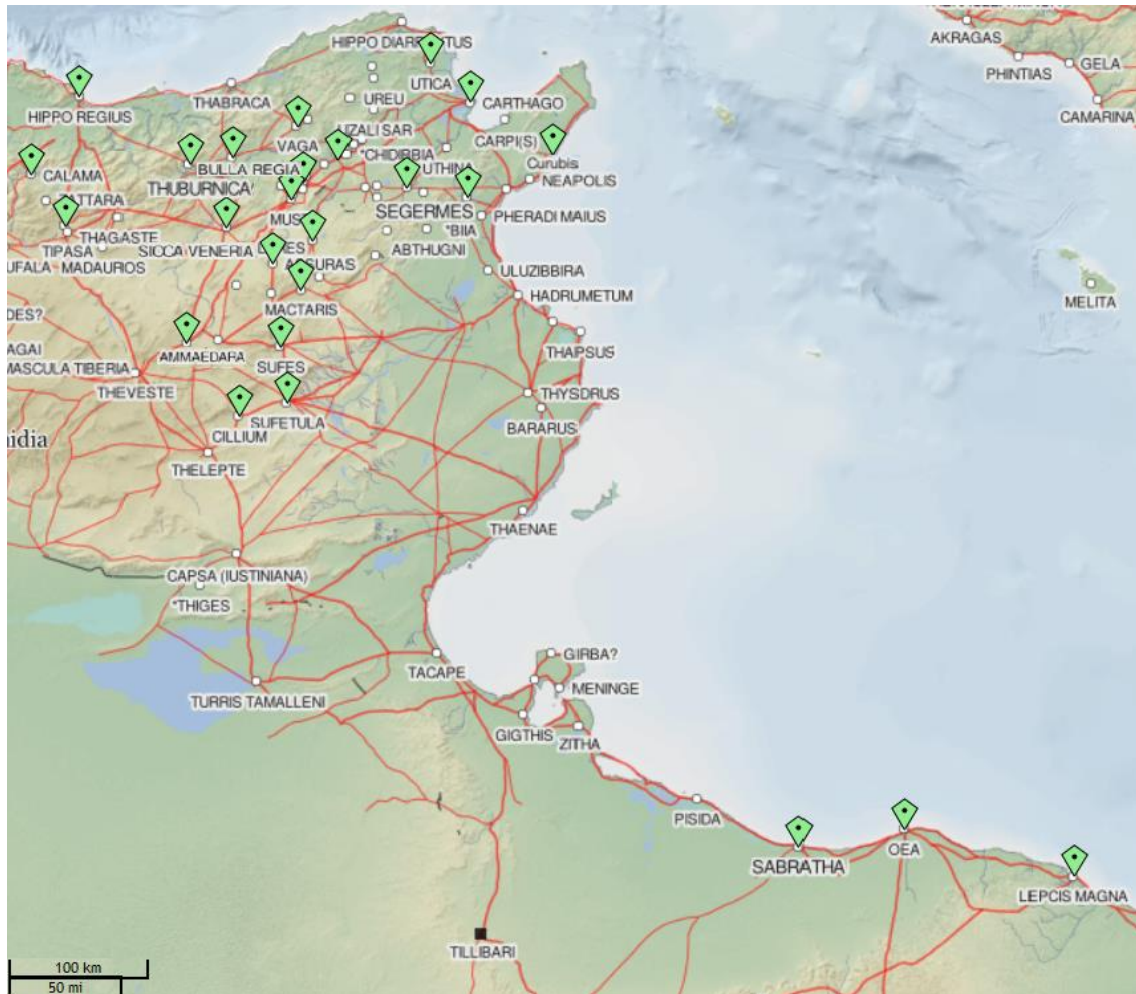 AKRAGAS
PHINTIAS
GELA
CAMARINA
HIPPO DIARRHYTUS
UTICA
HIPPO REGIUS
THABRACA
UREU
CARTHAGO
VAGA
UZALI SAR
CARPI(S)
*CHIDIBBIA
Curubis
CALAMA
BULLA REGIA
UTHINA
NEAPOLIS
THUBURNICA
SEGERMES
MUS
PHERADI MAIUS
THAGASTE
TIPASA
SICCA VENERIA
*BIIA
ABTHUGNI
MADAUROS
ULUZIBBIRA
HADRUMETUM
MACTARIS
MELITA
DES?
AGAI
AMMAEDARA
MASCULA TIBERIA
SUFES
THAPSUS
THEVESTE
THYSDRUS
SUFETULA
BARARUS
CILLIUM
nidia
THELEPTE
THAENAE
CAPSA (IUSTINIANA)
*THIGES
TACAPE
GIRBA?
MENINGE
TURRIS TAMALLENI
GIGTHIS
ZITHA
PISIDA
SABRATHA
OEA
LEPCIS MAGNA
TILLIBARI
100 km
50 mi